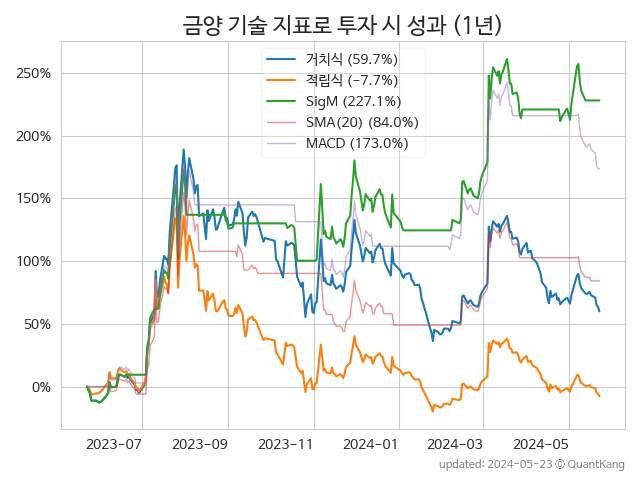 금양 기술 지표로 투자 시 성과 (1년)
거치식 (59.7%)
적립식 (-7.7%)
SigM (227.1%)
SMA(20) (84.0%)
MACD (173.0%)
250%
200%
150%
100%
50%
0%
2023-07
2023-09
2023-11
2024-01
2024-03
2024-05
updated: 2024-05-23 ⓒ QuantKang